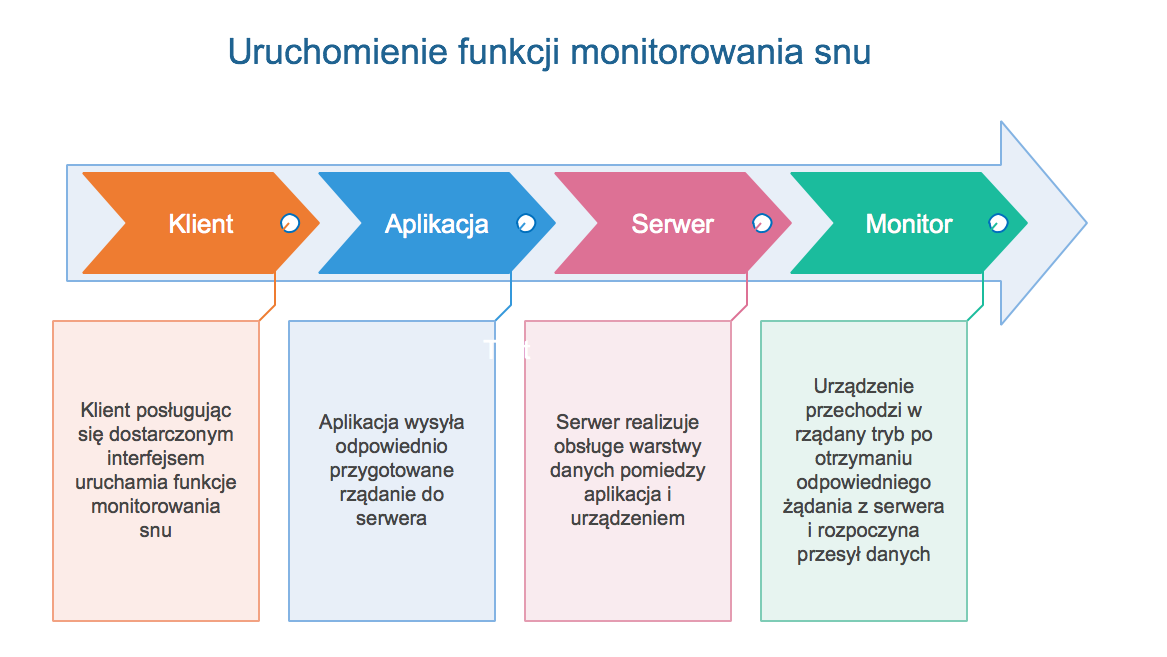 Uruchomienie funkcji monitorowania snu
Klient
Aplikacja
Serwer
Monitor
Klient posługując
się dostarczonym
interfejsem
uruchamia funkcje
monitorowania
snu
Aplikacja wysyła
odpowiednio
przygotowane
rządanie do
serwera
Serwer realizuje
obsługe warstwy
danych pomiedzy
aplikacja i
urządzeniem
Urządzenie
przechodzi w
rządany tryb po
otrzymaniu
odpowiedniego
żądania z serwera
i rozpoczyna
przesył danych